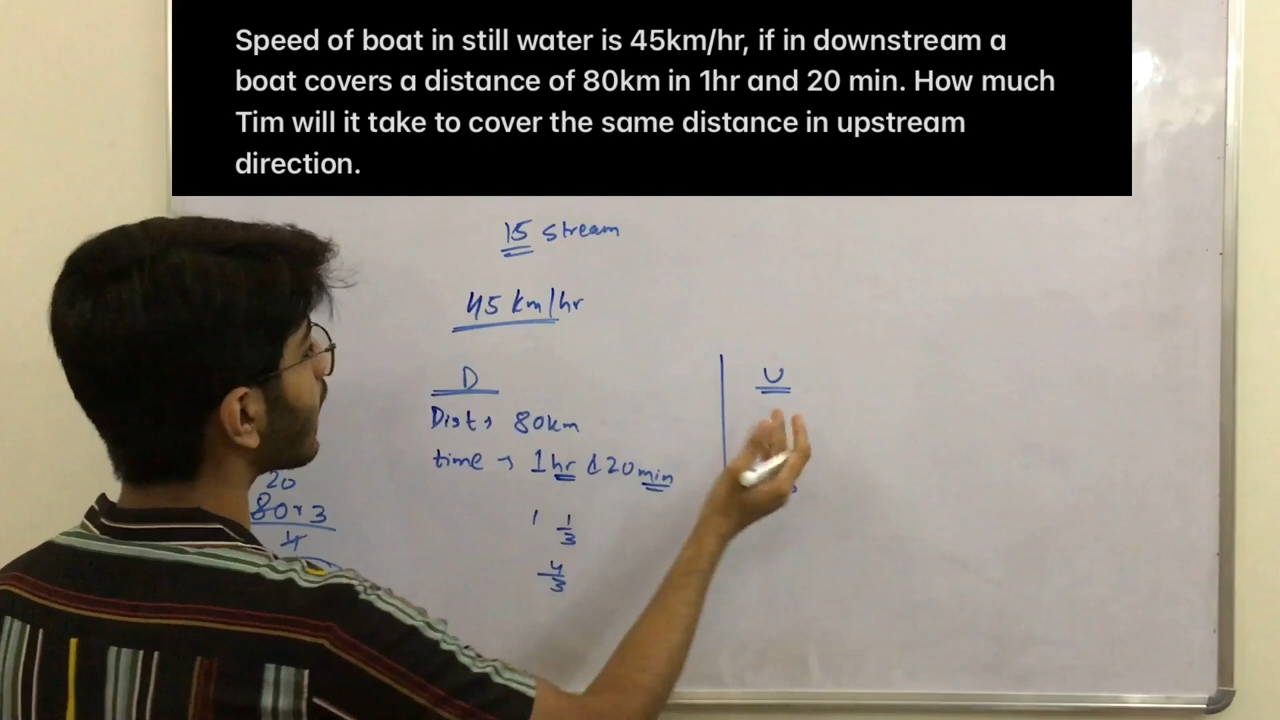 Speed of boat in still water is 45km/hr, if in downstream a
boat covers a distance of 80km in 1hr and 20 min. How much
Tim will it take to cover the same distance in upstream
direction.
15 stream
45 km/hr
D
Dist → 80km
time → 1hr & 20min
1 1/3
4/3
U
20
80×3
4